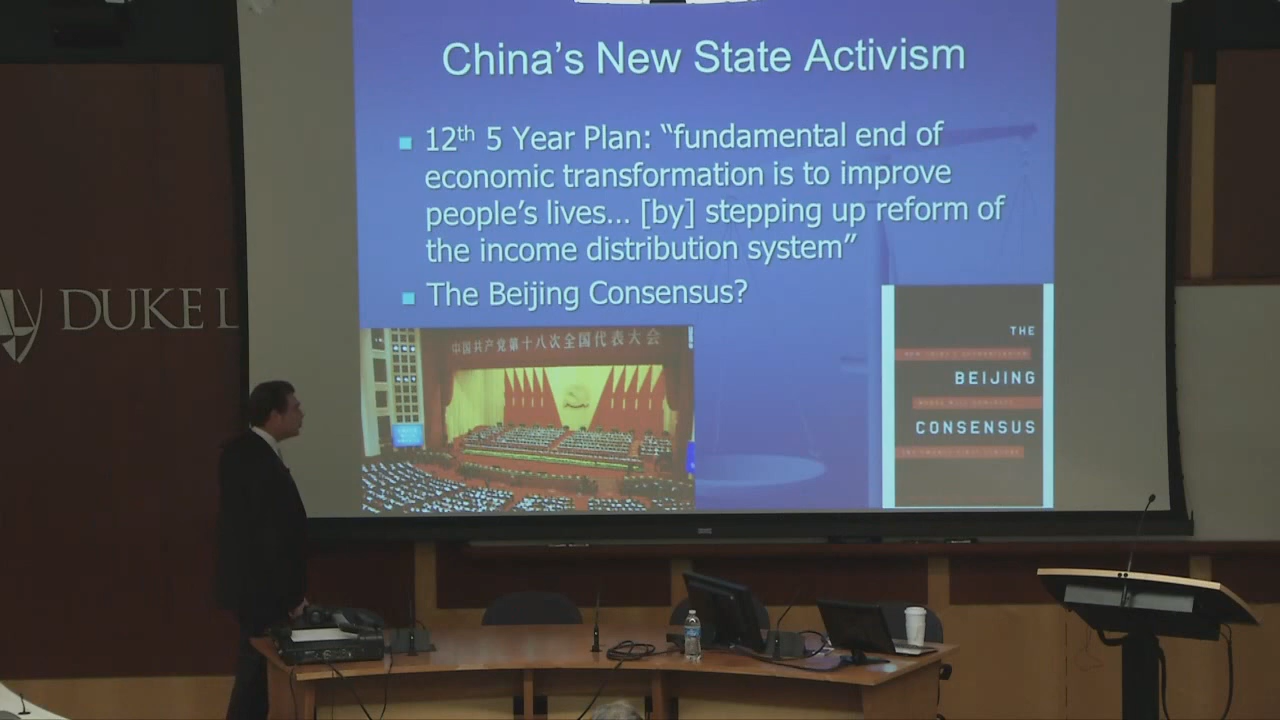 China's New State Activism
12th 5 Year Plan: “fundamental end of
economic transformation is to improve
people's lives... [by] stepping up reform of
the income distribution system”
The Beijing Consensus?
中国共产党第十八次全国代表大会
THE
BEIJING
CONSENSUS
DUKE L